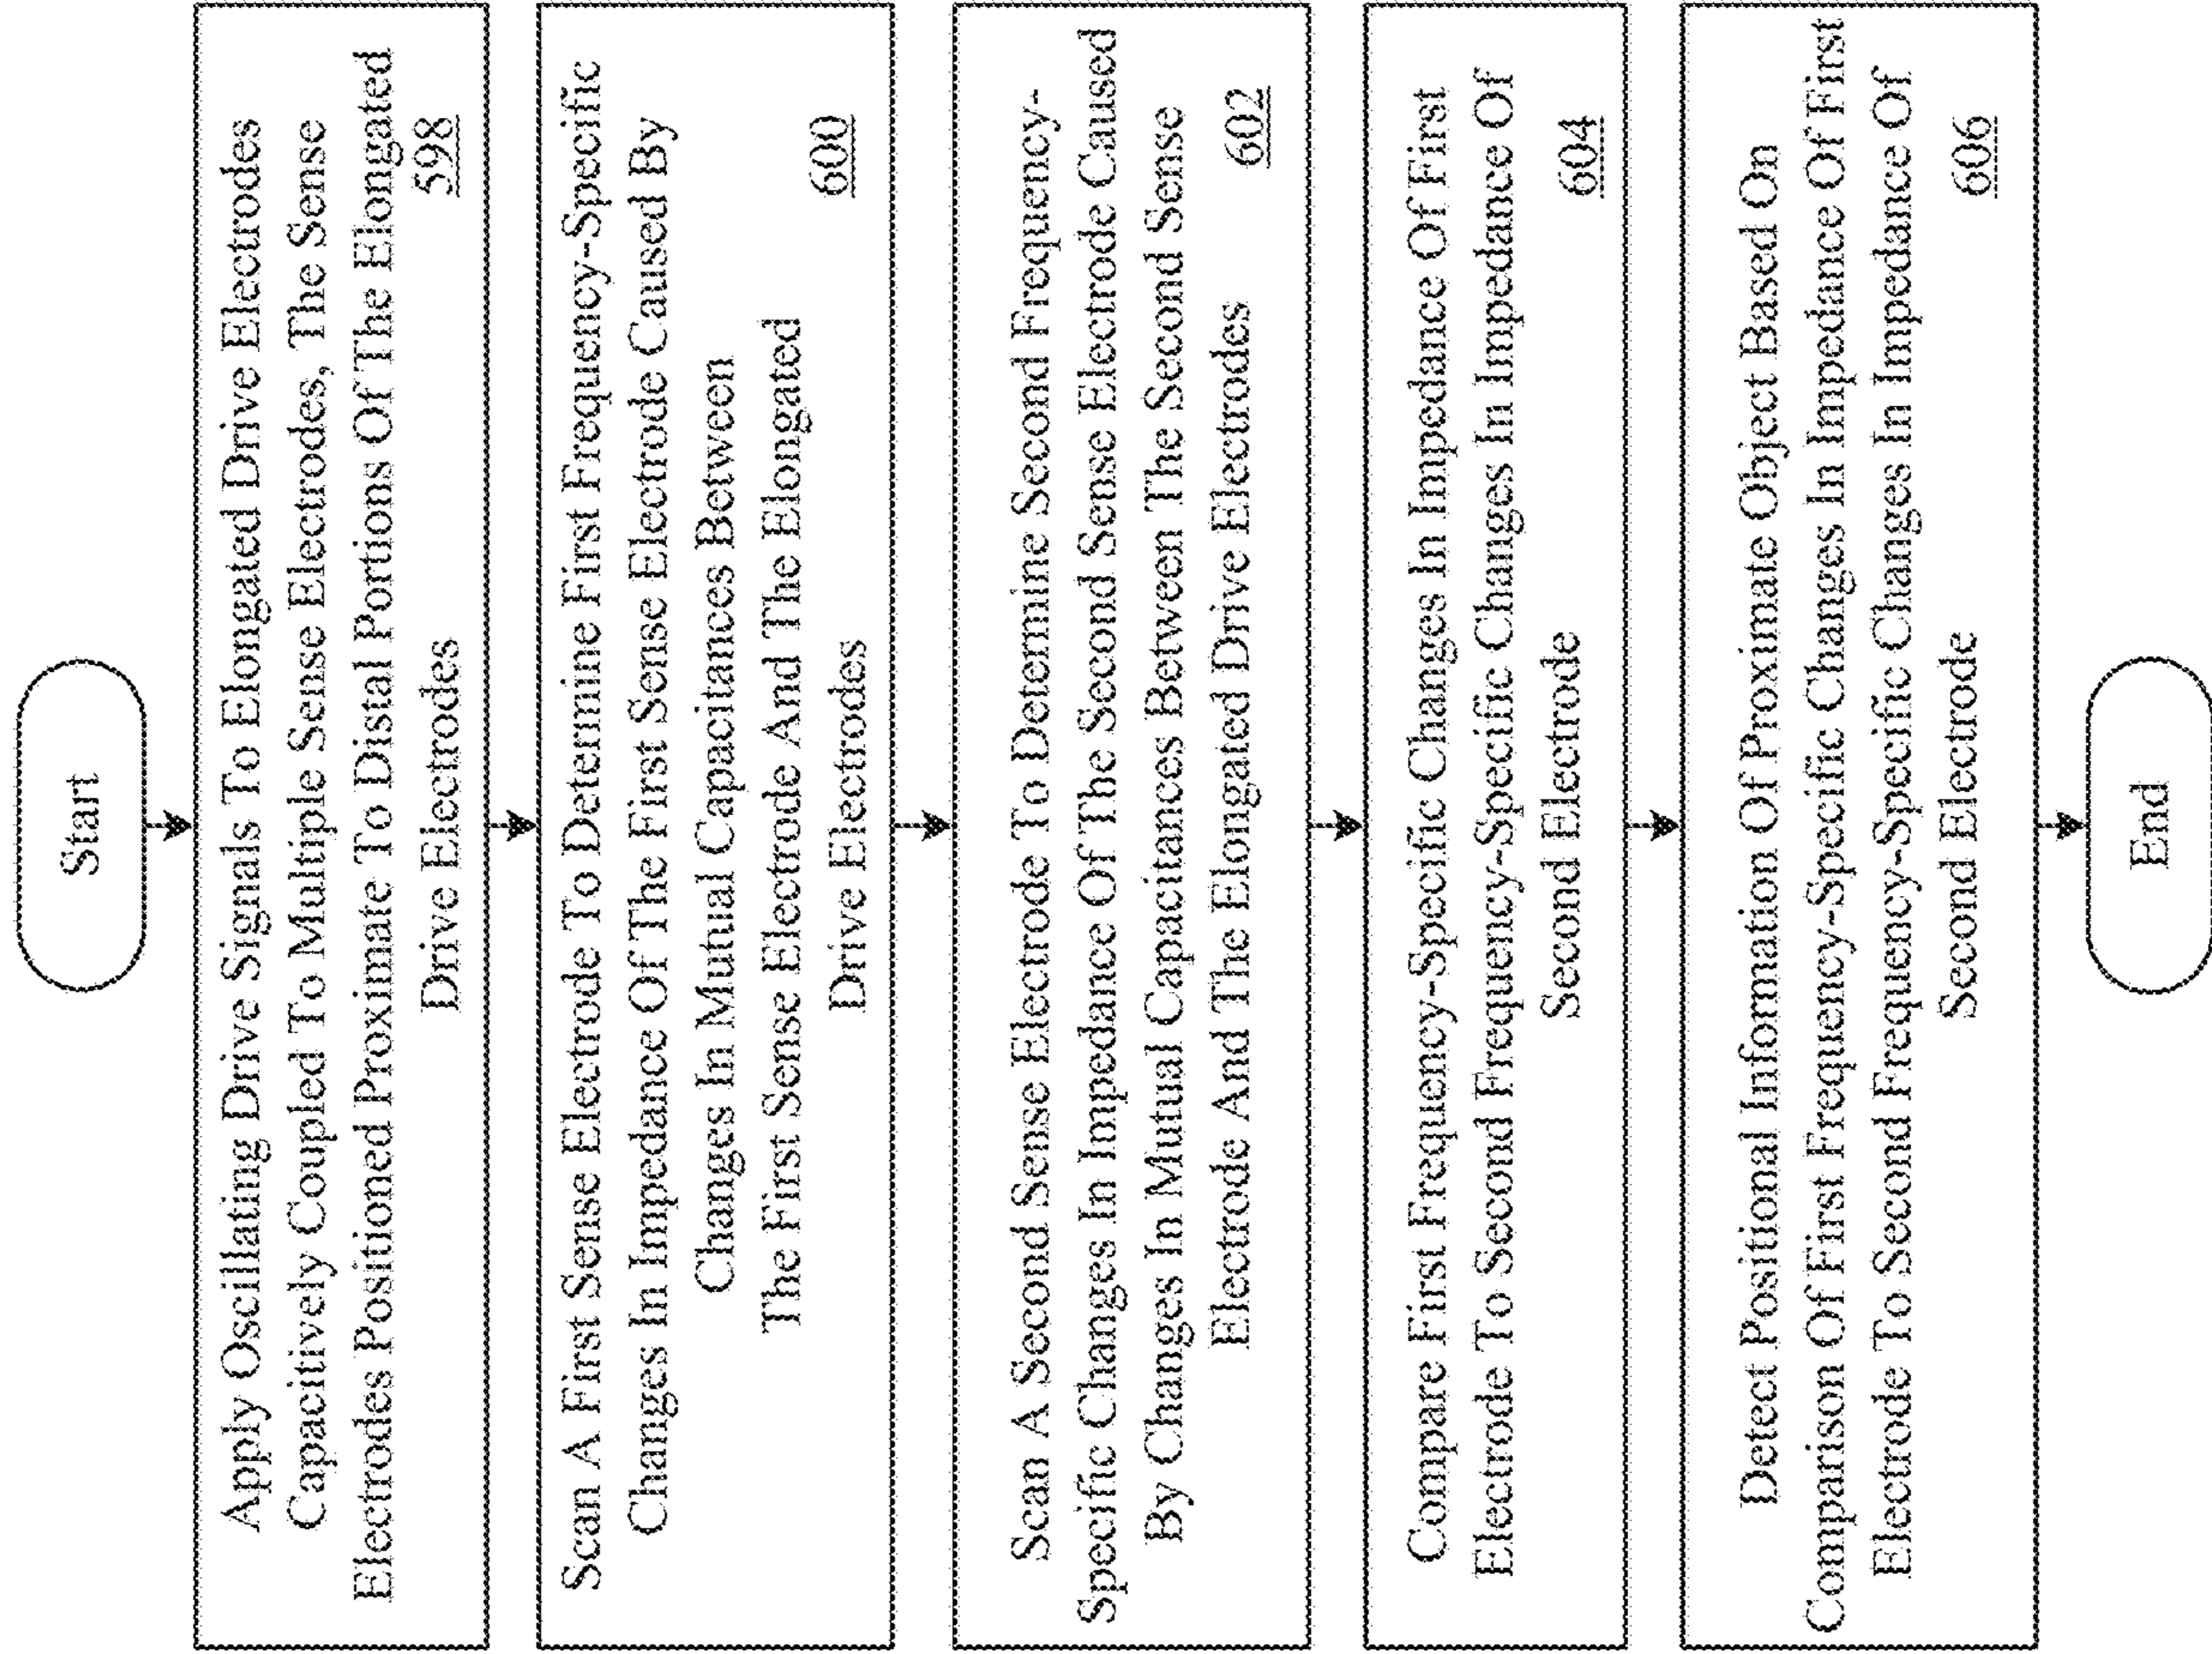 Start
Apply Oscillating Drive Signals To Elongated Drive Electrodes
Capacitively Coupled To Multiple Sense Electrodes, The Sense
Electrodes Positioned Proximate To Distal Portions Of The Elongated
Drive Electrodes 598
Scan A First Sense Electrode To Determine First Frequency-Specific
Changes In Impedance Of The First Sense Electrode Caused By
Changes In Mutual Capacitances Between
The First Sense Electrode And The Elongated
Drive Electrodes 600
Scan A Second Sense Electrode To Determine Second Frequency-
Specific Changes In Impedance Of The Second Sense Electrode Caused
By Changes In Mutual Capacitances Between The Second Sense
Electrode And The Elongated Drive Electrodes 602
Compare First Frequency-Specific Changes In Impedance Of First
Electrode To Second Frequency-Specific Changes In Impedance Of
Second Electrode 604
Detect Positional Information Of Proximate Object Based On
Comparison Of First Frequency-Specific Changes In Impedance Of First
Electrode To Second Frequency-Specific Changes In Impedance Of
Second Electrode 606
End